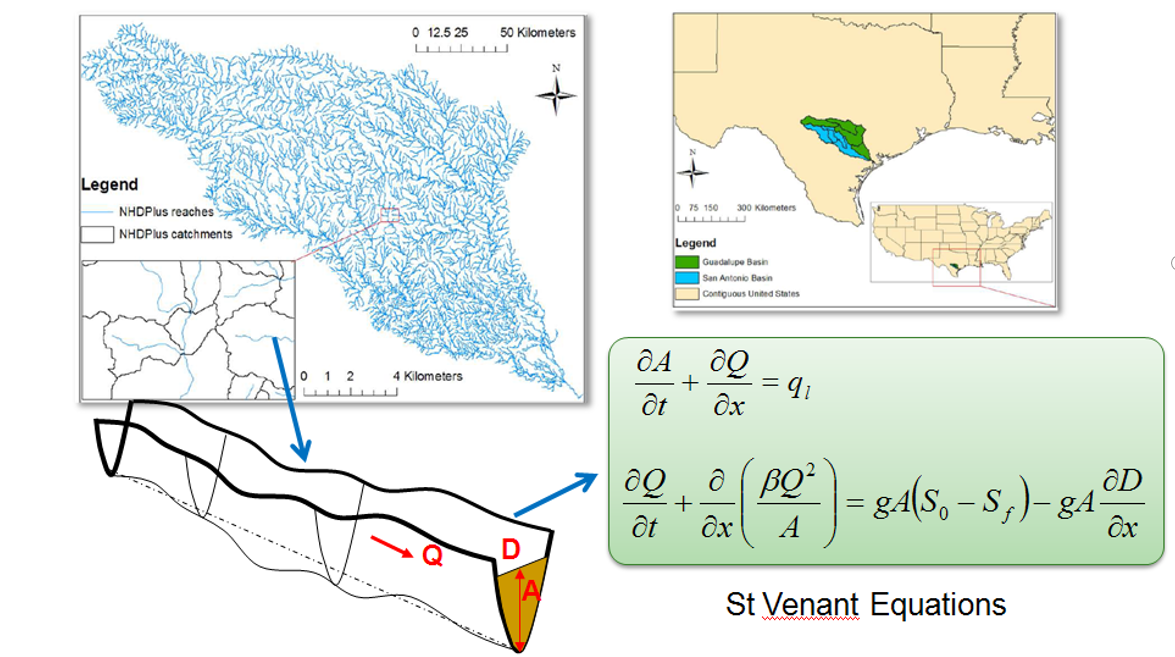 0 12.5 25 50 Kilometers
N
Legend
NHDPlus reaches
NHDPlus catchments
0 1 2 4 Kilometers
N
0 75 150 300 Kilometers
Legend
Guadalupe Basin
San Antonio Basin
Contiguous United States
∂A/∂t + ∂Q/∂x = q_l
∂Q/∂t + ∂/∂x (βQ²/A) = gA(S₀ − S_f) − gA ∂D/∂x
Q
D
A
St Venant Equations